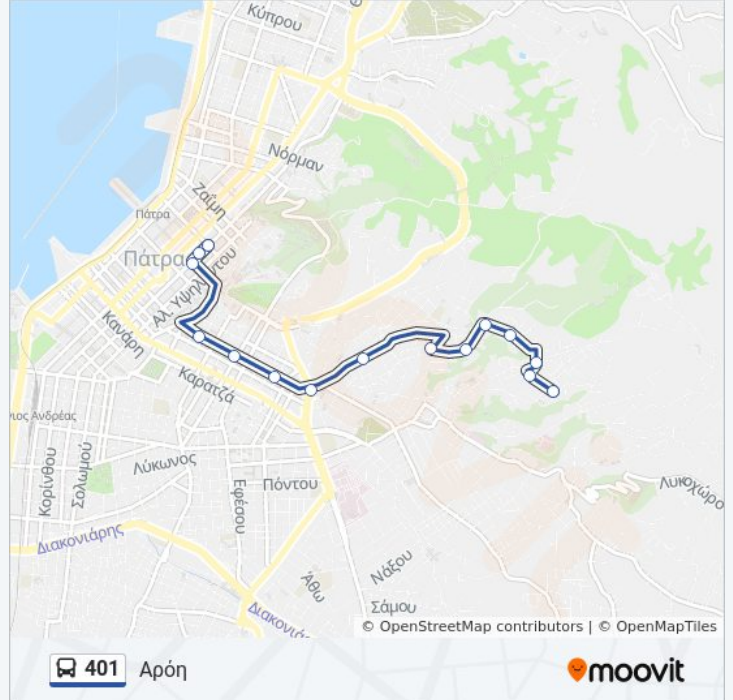 Κύπρου
Νόρμαν
Ζαΐμη
Πάτρα
Πάτρα
Αλ. Υψηλάντου
Κανάρη
Καρατζά
Λύκωνος
Κορίνθου
Σολωμού
Εφέσου
Πόντου
Λυκοχώρο
Διακονιάρης
Νάξου
Άθω
Σάμου
Διακονιά
© OpenStreetMap contributors | © OpenMapTiles
401 Αρόη
moovit